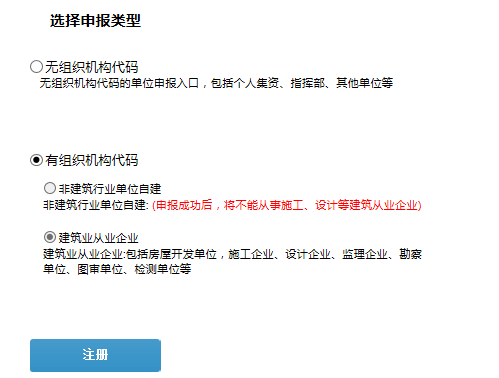 选择申报类型
无组织机构代码
无组织机构代码的单位申报入口，包括个人集资、指挥部、其他单位等
有组织机构代码
非建筑行业单位自建
非建筑行业单位自建: (申报成功后，将不能从事施工、设计等建筑从业企业)
建筑业从业企业
建筑业从业企业:包括房屋开发单位，施工企业、设计企业、监理企业、勘察
单位、图审单位、检测单位等
注册